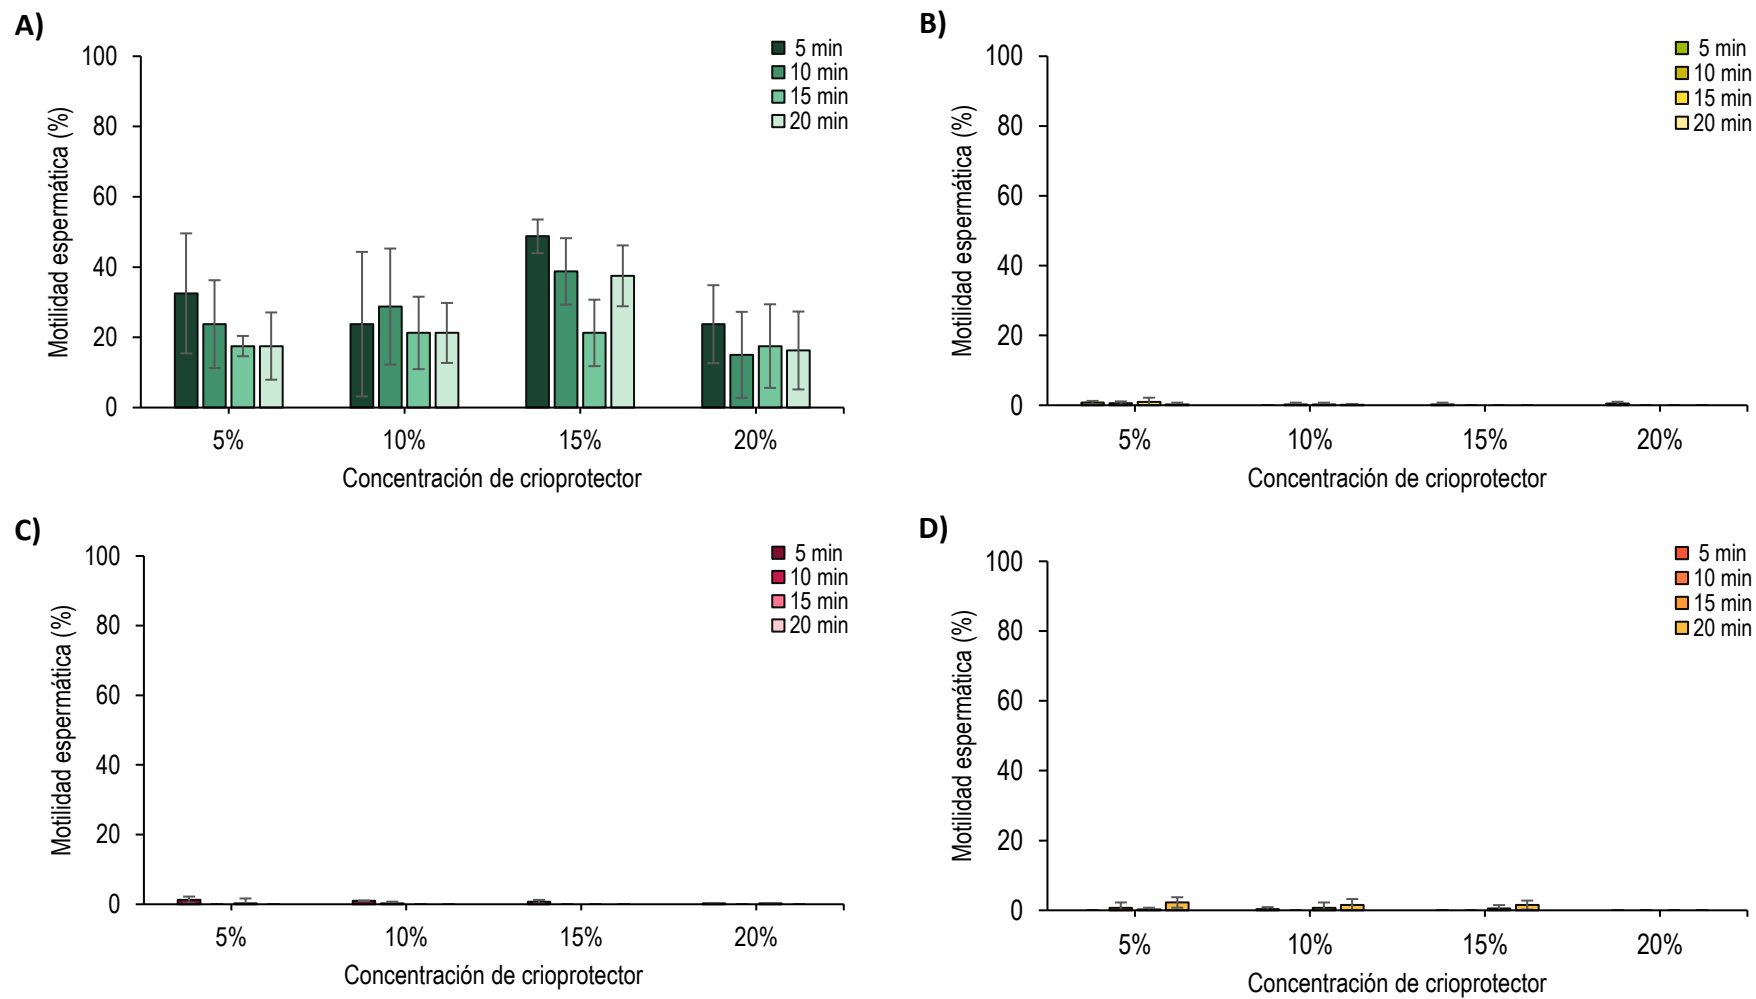 A)
5 min
10 min
15 min
20 min
100
80
60
40
20
0
Motilidad espermática (%)
5%
10%
15%
20%
Concentración de crioprotector
B)
5 min
10 min
15 min
20 min
100
80
60
40
20
0
Motilidad espermática (%)
5%
10%
15%
20%
Concentración de crioprotector
C)
5 min
10 min
15 min
20 min
100
80
60
40
20
0
Motilidad espermática (%)
5%
10%
15%
20%
Concentración de crioprotector
D)
5 min
10 min
15 min
20 min
100
80
60
40
20
0
Motilidad espermática (%)
5%
10%
15%
20%
Concentración de crioprotector